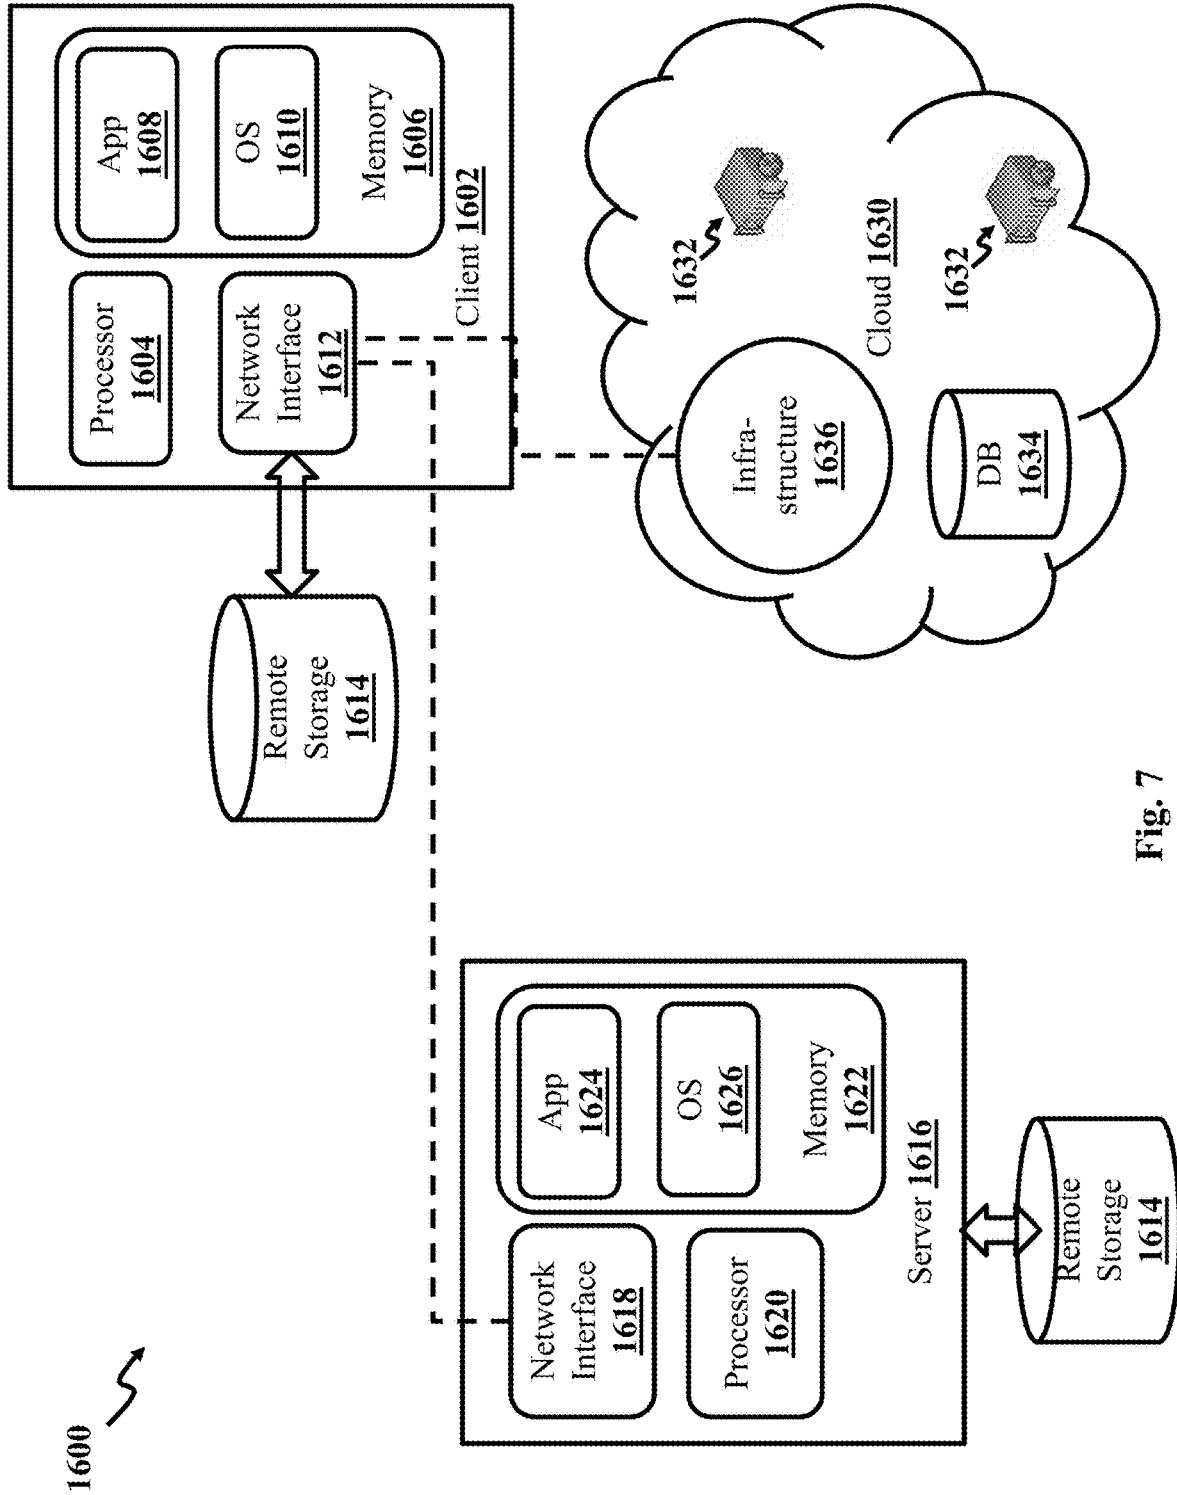 1600
Network
Interface
1618
Processor
1620
App
1624
OS
1626
Memory
1622
Server 1616
Remote
Storage
1614
Remote
Storage
1614
Processor
1604
Network
Interface
1612
App
1608
OS
1610
Memory
1606
Client 1602
Infra-
structure
1636
DB
1634
Cloud 1630
1632
1632
Fig. 7